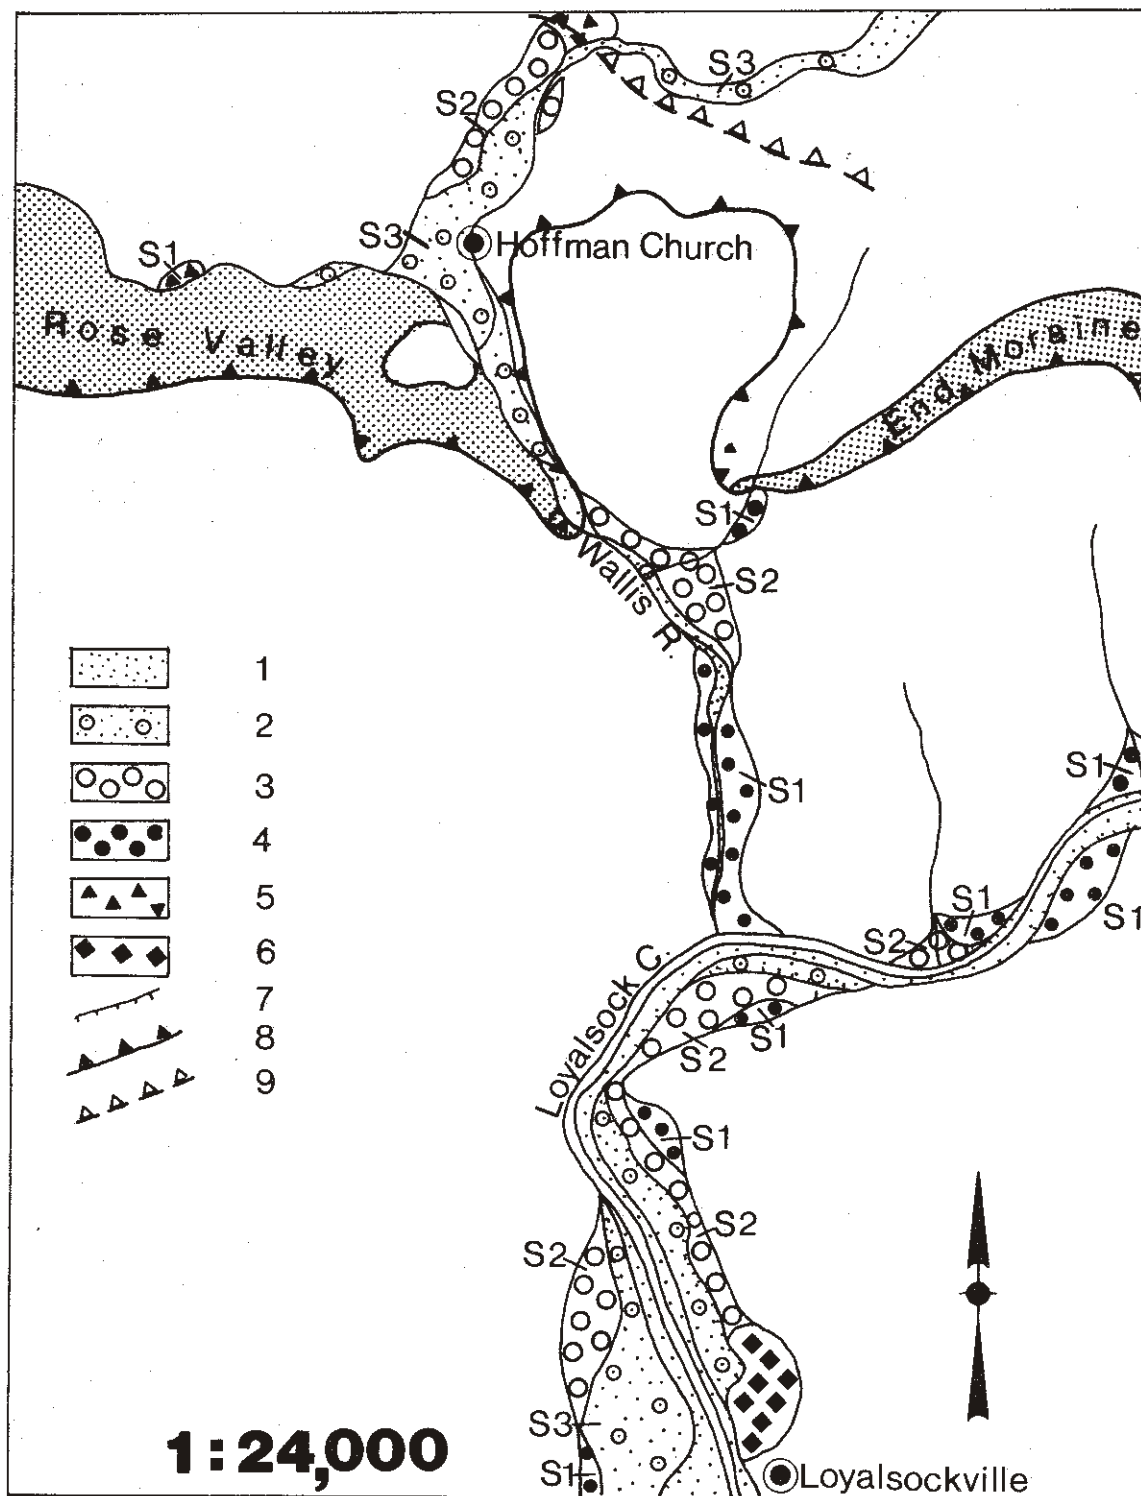 S3
S2
S3
Hoffman Church
S1
Rose Valley
End Moraine
S1
Wallis R.
S2
1
2
3
4
5
6
7
8
9
S1
S1
S1
S2
S1
Loyalsock C.
S1
S2
S1
S2
S2
S3
S1
1:24,000
Loyalsockville